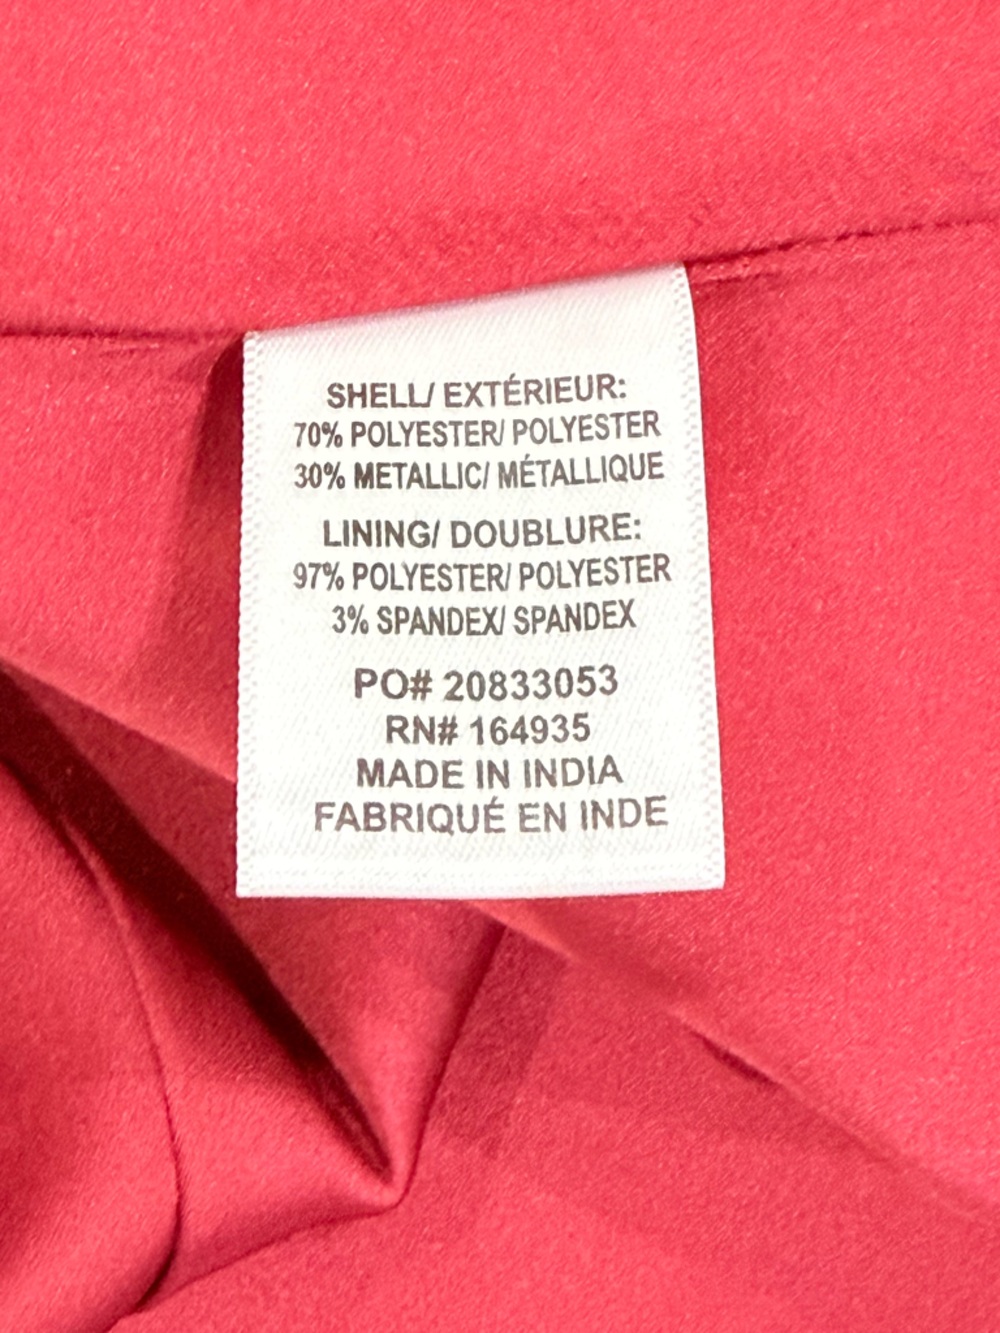 SHELL/ EXTÉRIEUR:
70% POLYESTER/ POLYESTER
30% METALLIC/ MÉTALLIQUE
LINING/ DOUBLURE:
97% POLYESTER/ POLYESTER
3% SPANDEX/ SPANDEX
PO# 20833053
RN# 164935
MADE IN INDIA
FABRIQUÉ EN INDE